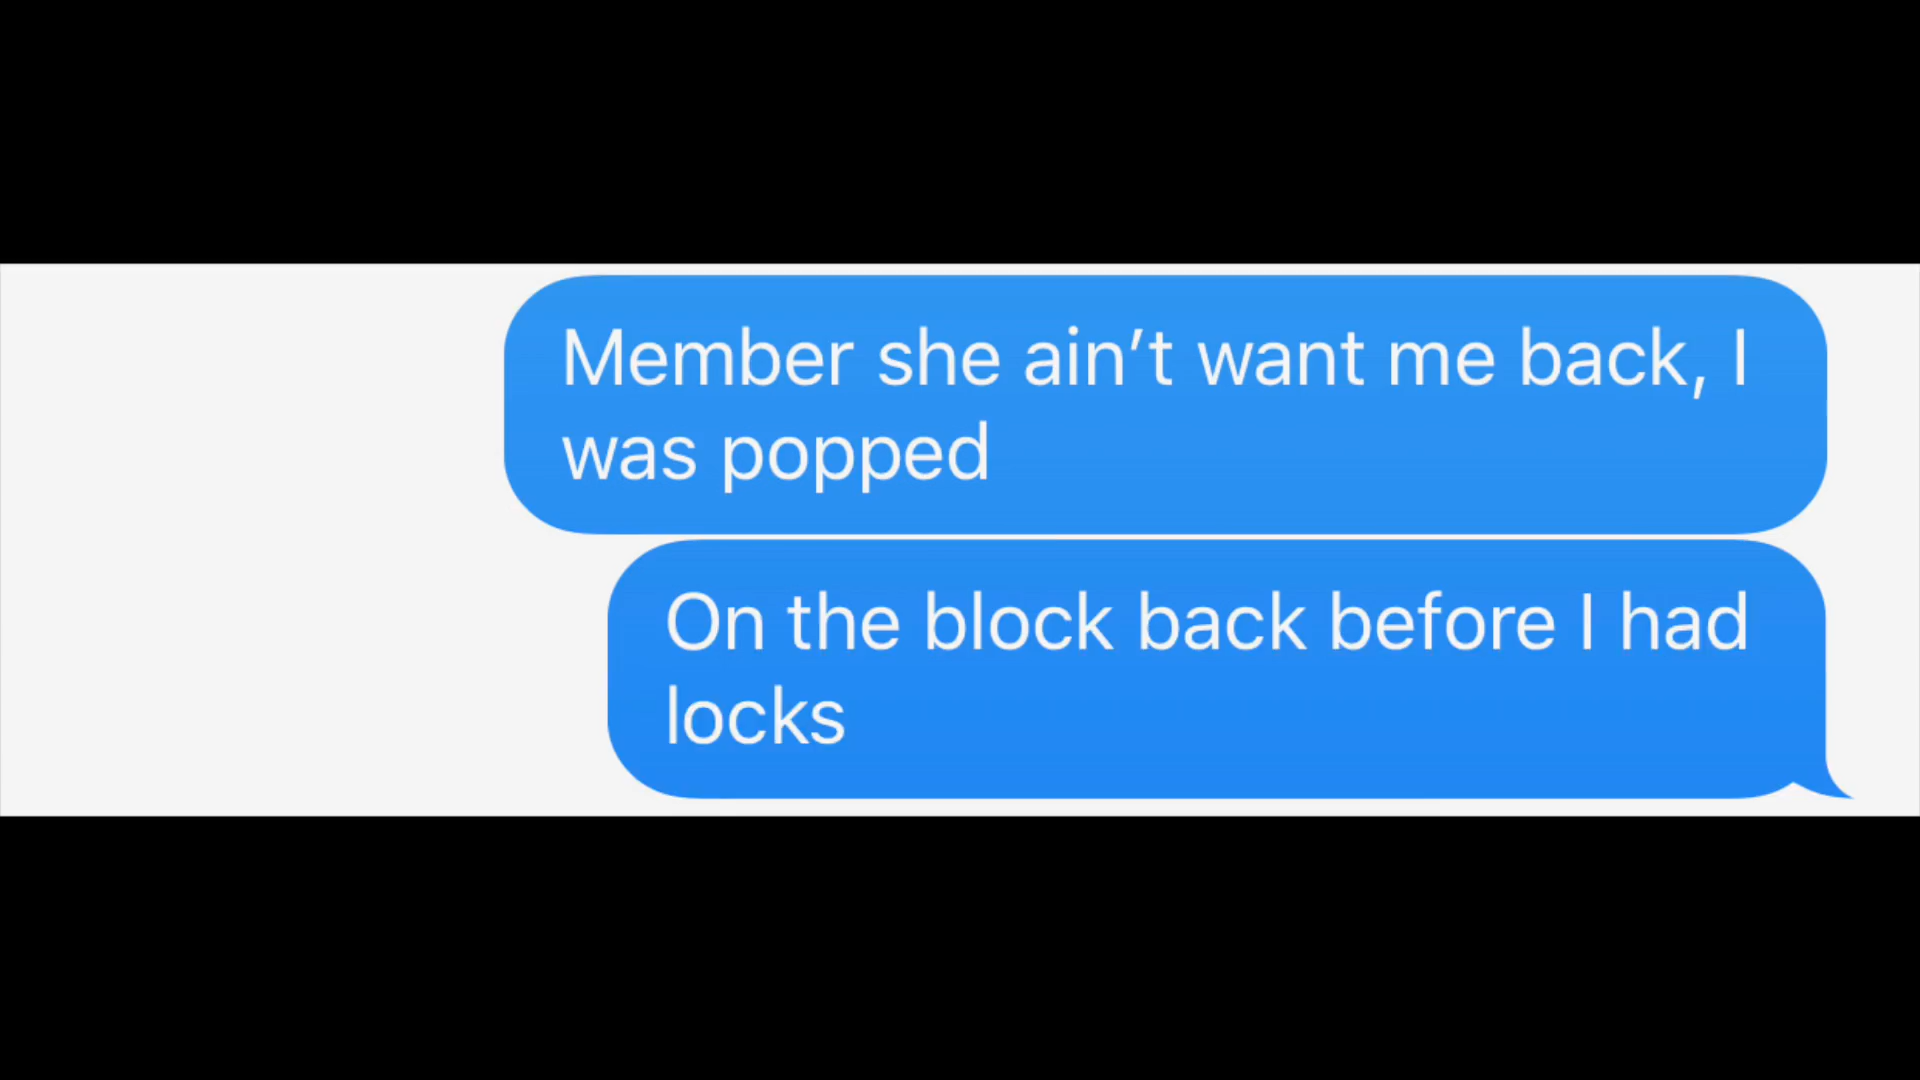 Member she ain’t want me back, I
was popped
On the block back before I had
locks